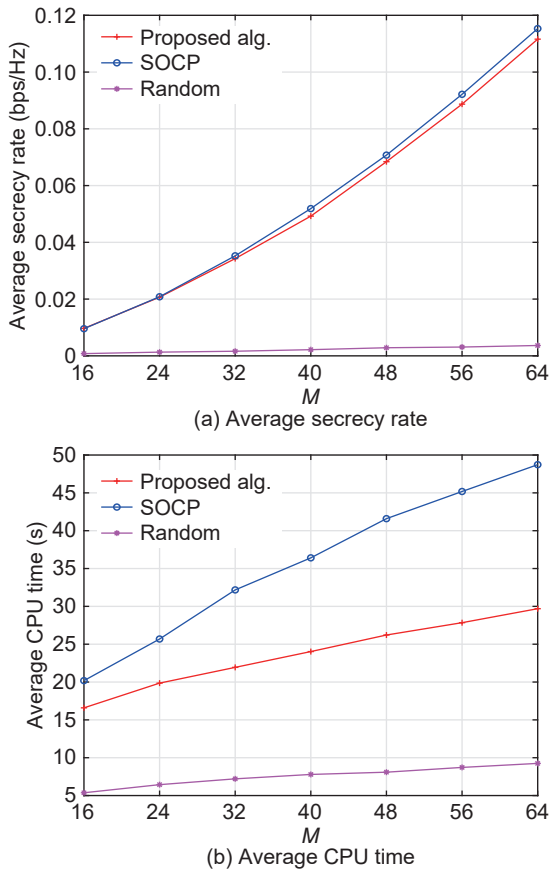 0.12
0.10
0.08
0.06
0.04
0.02
0
Average secrecy rate (bps/Hz)
Proposed alg.
SOCP
Random
16 24 32 40 48 56 64
M
(a) Average secrecy rate
50
45
40
35
30
25
20
15
10
5
Average CPU time (s)
Proposed alg.
SOCP
Random
16 24 32 40 48 56 64
M
(b) Average CPU time